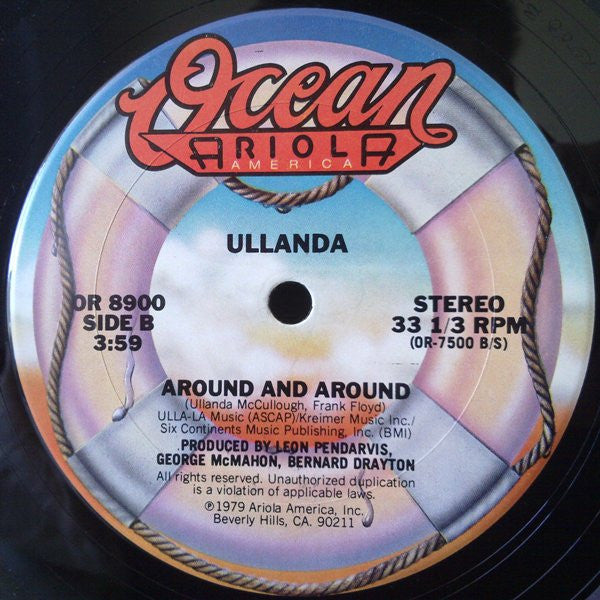 Ocean
ARIOLA
AMERICA
ULLANDA
OR 8900
SIDE B
3:59
STEREO
33 1/3 RPM
(OR-7500 B/S)
AROUND AND AROUND
(Ullanda McCullough, Frank Floyd)
ULLA-LA Music (ASCAP)/Kreimer Music Inc./
Six Continents Music Publishing, Inc. (BMI)
PRODUCED BY LEON PENDARVIS,
GEORGE McMAHON, BERNARD DRAYTON
All rights reserved. Unauthorized duplication
is a violation of applicable laws.
℗1979 Ariola America, Inc.
Beverly Hills, CA. 90211